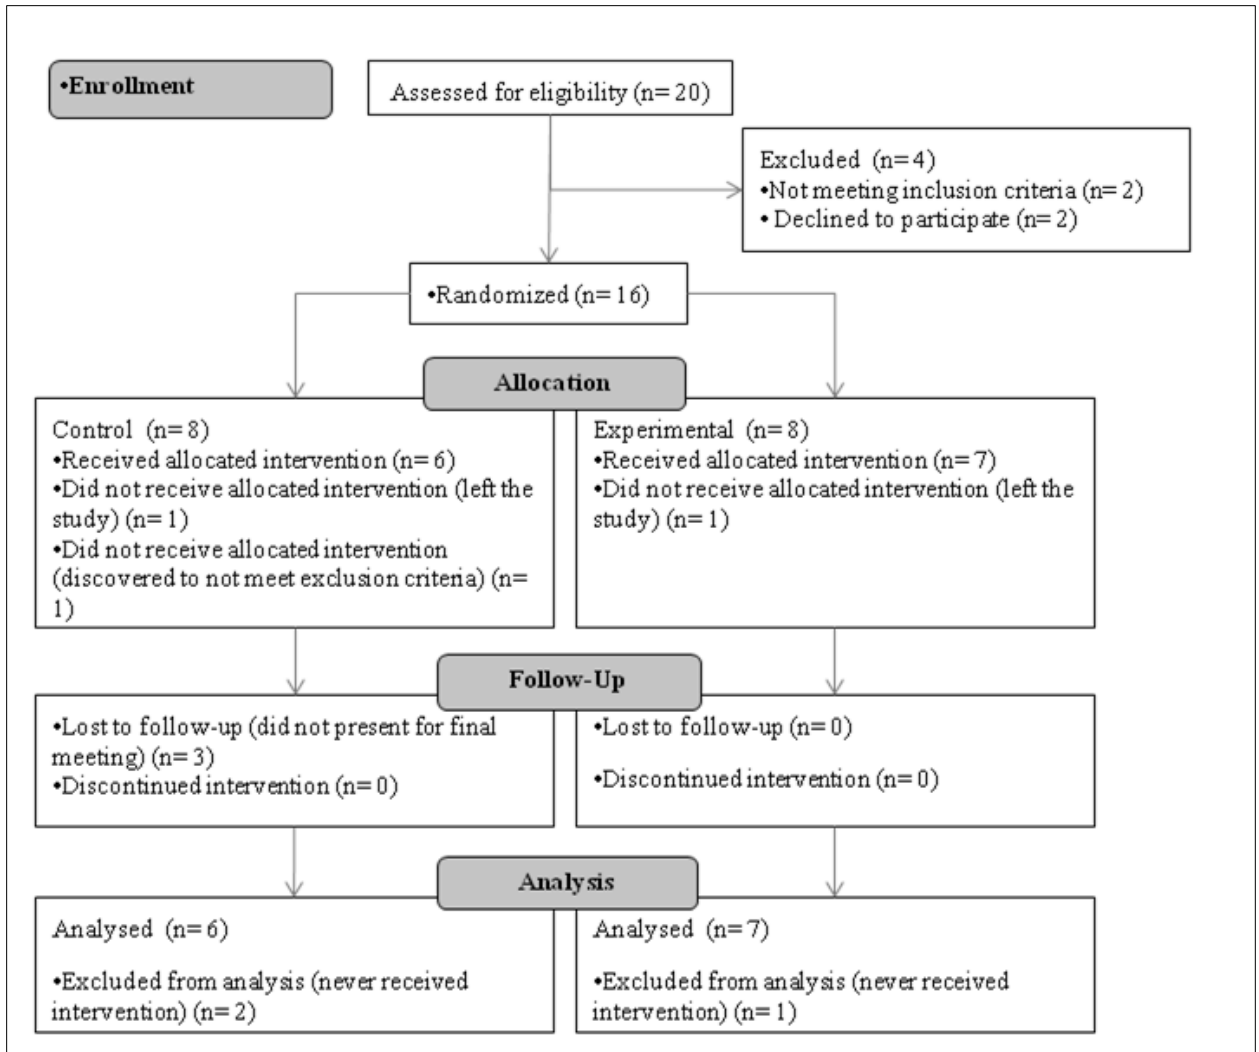 •Enrollment
Assessed for eligibility (n= 20)
Excluded (n= 4)
•Not meeting inclusion criteria (n= 2)
• Declined to participate (n= 2)
•Randomized (n= 16)
Allocation
Control (n= 8)
•Received allocated intervention (n= 6)
•Did not receive allocated intervention (left the
study) (n= 1)
•Did not receive allocated intervention
(discovered to not meet exclusion criteria) (n=
1)
Experimental (n= 8)
•Received allocated intervention (n= 7)
•Did not receive allocated intervention (left the
study) (n= 1)
Follow-Up
•Lost to follow-up (did not present for final
meeting) (n= 3)
•Discontinued intervention (n= 0)
•Lost to follow-up (n= 0)
•Discontinued intervention (n= 0)
Analysis
Analysed (n= 6)
•Excluded from analysis (never received
intervention) (n= 2)
Analysed (n= 7)
•Excluded from analysis (never received
intervention) (n= 1)